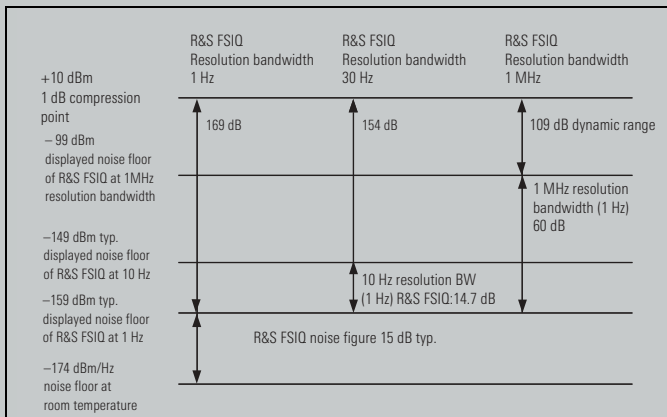 R&S FSIQ
Resolution bandwidth
1 Hz
R&S FSIQ
Resolution bandwidth
30 Hz
R&S FSIQ
Resolution bandwidth
1 MHz
+10 dBm
1 dB compression
point
– 99 dBm
displayed noise floor
of R&S FSIQ at 1MHz
resolution bandwidth
–149 dBm typ.
displayed noise floor
of R&S FSIQ at 10 Hz
–159 dBm typ.
displayed noise floor
of R&S FSIQ at 1 Hz
–174 dBm/Hz
noise floor at
room temperature
169 dB
154 dB
109 dB dynamic range
1 MHz resolution
bandwidth (1 Hz)
60 dB
10 Hz resolution BW
(1 Hz) R&S FSIQ:14.7 dB
R&S FSIQ noise figure 15 dB typ.